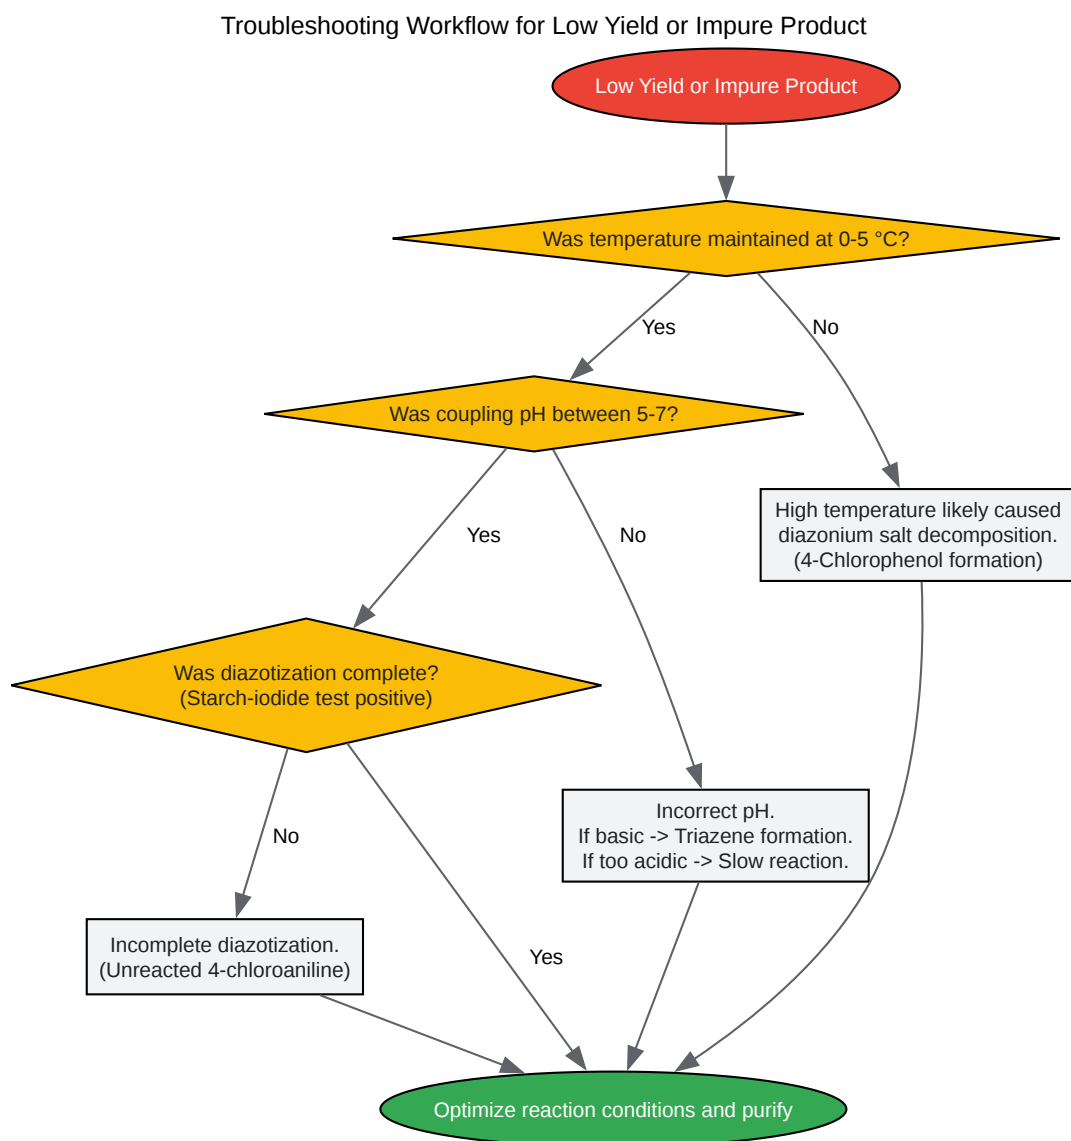 Troubleshooting Workflow for Low Yield or Impure Product
Low Yield or Impure Product
Was temperature maintained at 0-5 °C?
Yes
No
Was coupling pH between 5-7?
High temperature likely caused
diazonium salt decomposition.
(4-Chlorophenol formation)
Yes
No
Was diazotization complete?
(Starch-iodide test positive)
Incorrect pH.
If basic -> Triazene formation.
If too acidic -> Slow reaction.
No
Yes
Incomplete diazotization.
(Unreacted 4-chloroaniline)
Optimize reaction conditions and purify